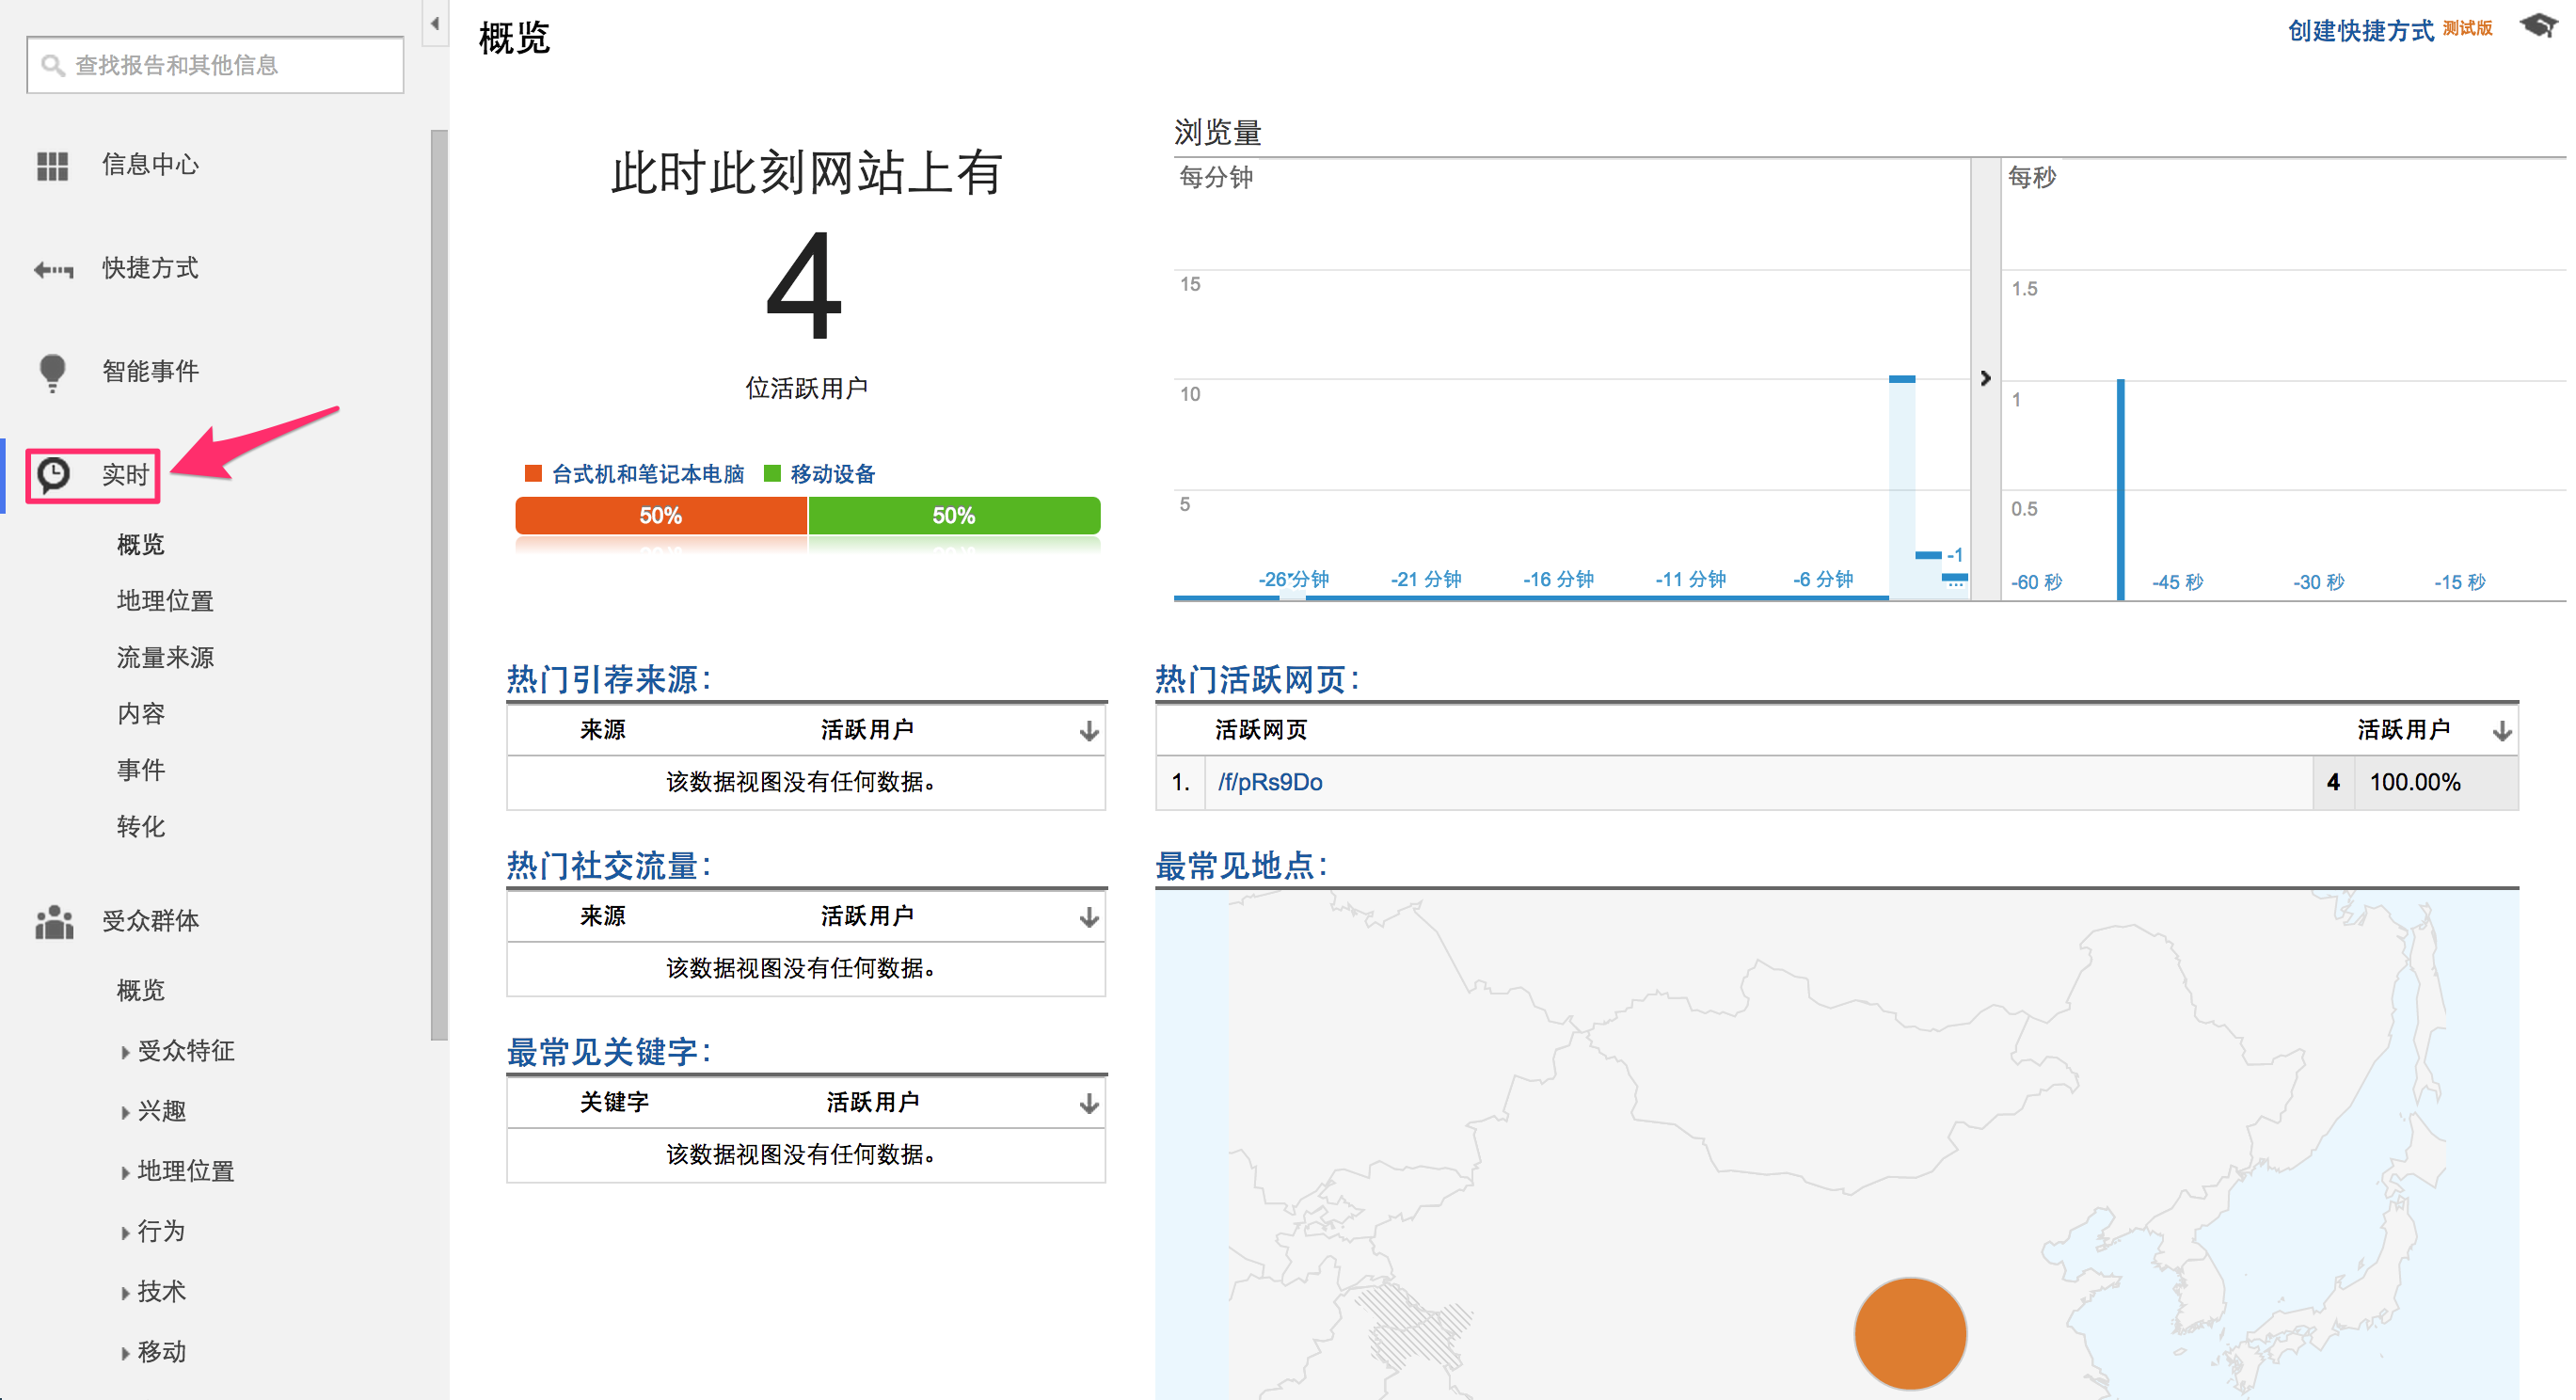 查找报告和其他信息
信息中心
快捷方式
智能事件
实时
概览
地理位置
流量来源
内容
事件
转化
受众群体
概览
受众特征
兴趣
地理位置
行为
技术
移动
概览
创建快捷方式 测试版
此时此刻网站上有
4
位活跃用户
台式机和笔记本电脑 移动设备
50% 50%
浏览量
每分钟
15
10
5
-26 分钟 -21 分钟 -16 分钟 -11 分钟 -6 分钟 -1
...
每秒
1.5
1
0.5
-60 秒 -45 秒 -30 秒 -15 秒
热门引荐来源：
来源 活跃用户
该数据视图没有任何数据。
热门社交流量：
来源 活跃用户
该数据视图没有任何数据。
最常见关键字：
关键字 活跃用户
该数据视图没有任何数据。
热门活跃网页：
活跃网页 活跃用户
1. /f/pRs9Do 4 100.00%
最常见地点：